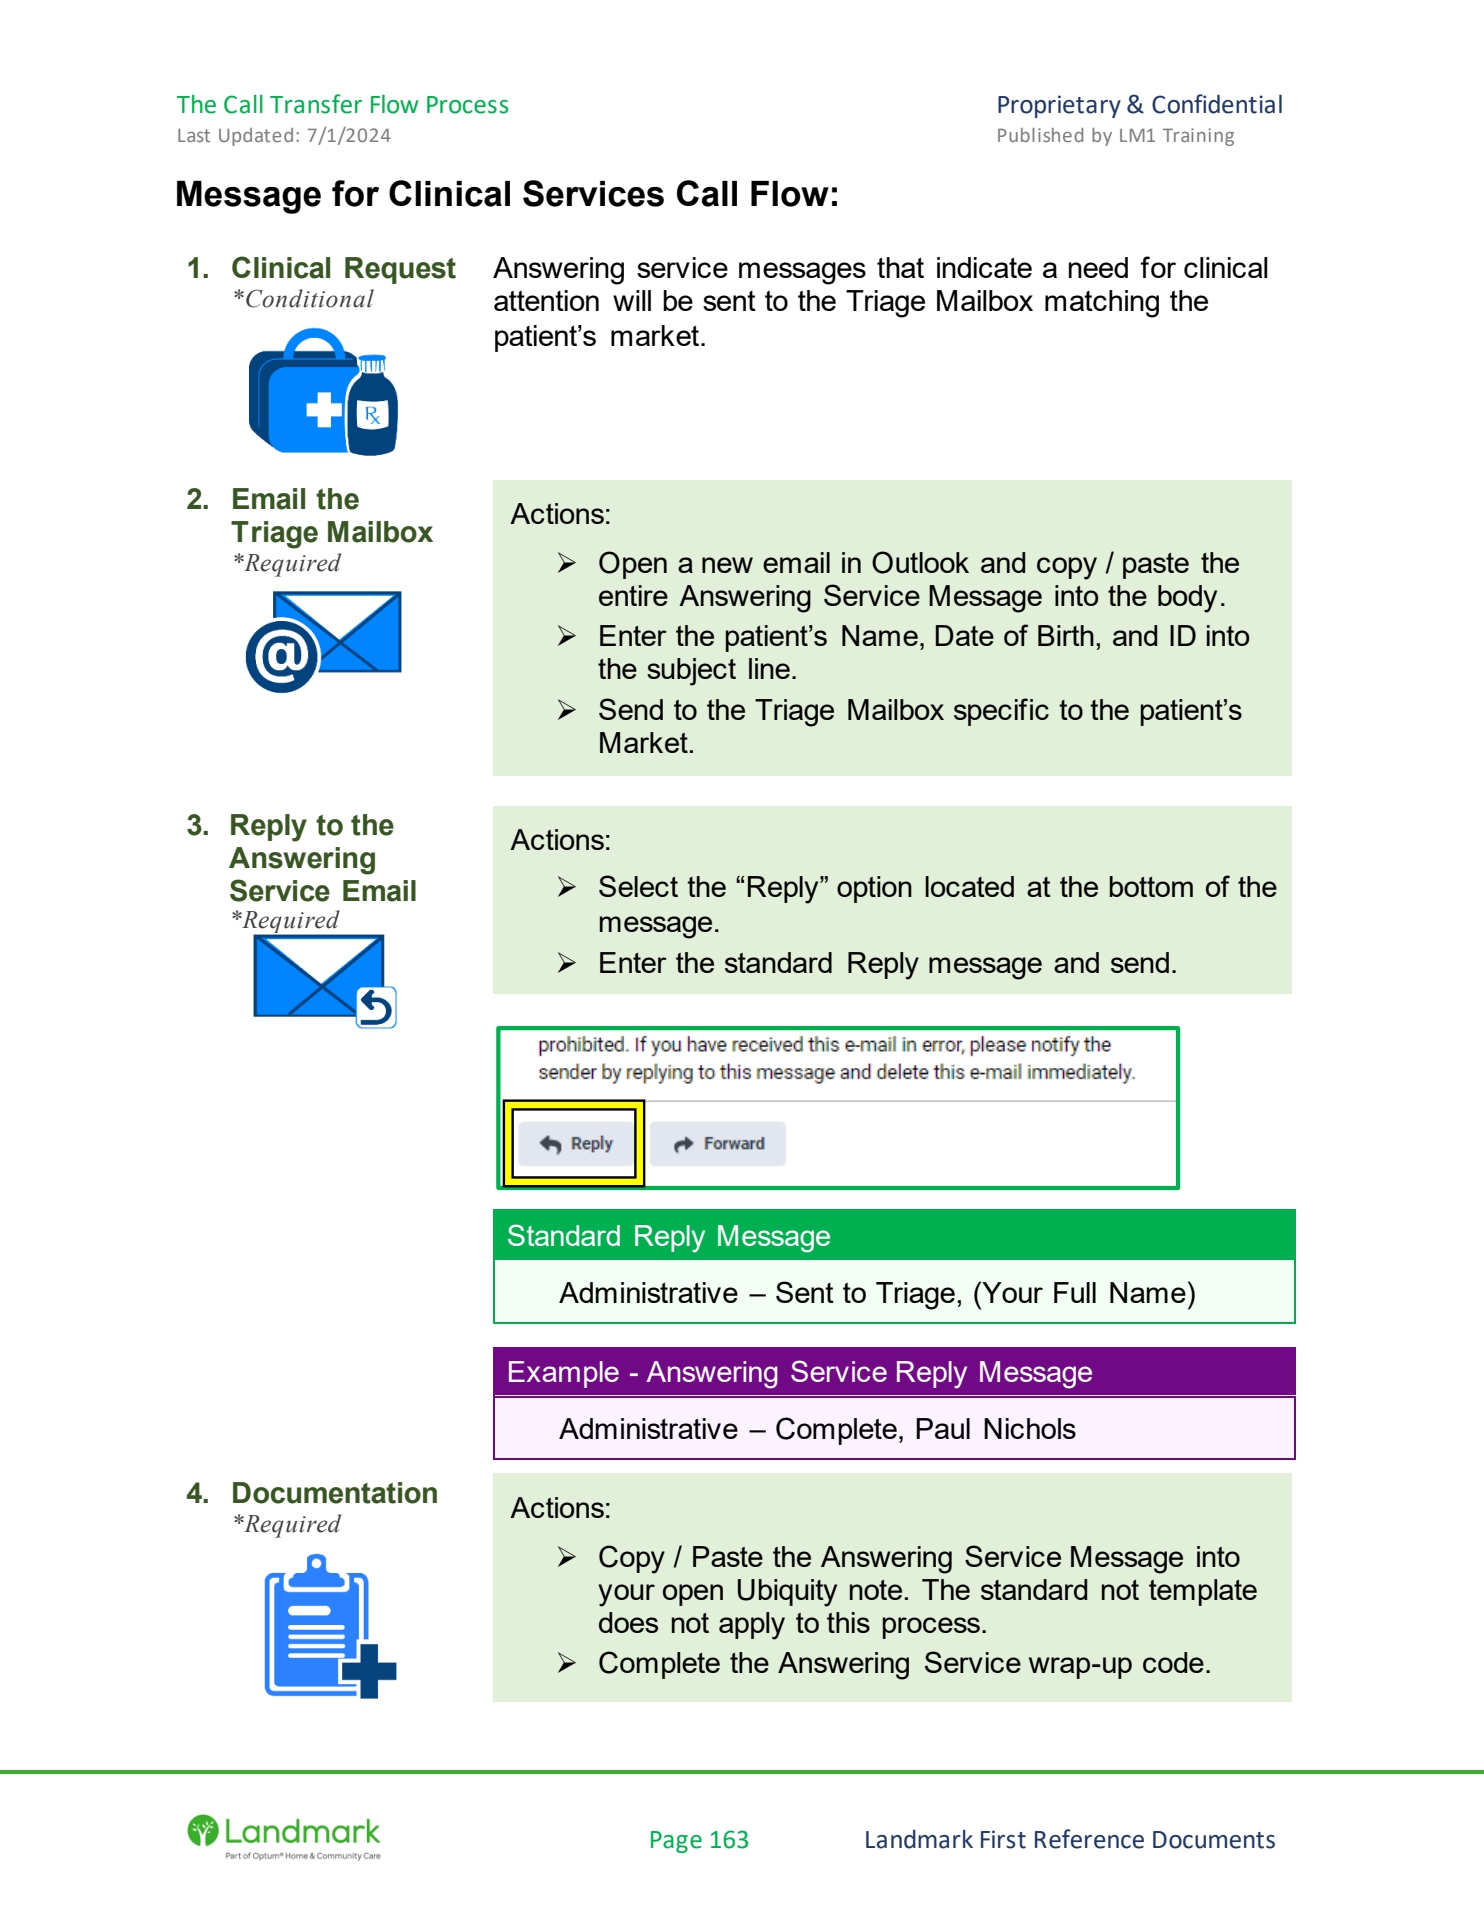 The Call Transfer Flow Process
Proprietary & Confidential
Last Updated: 7/1/2024
Published by LM1 Training
Message for Clinical Services Call Flow:
1. Clinical Request
*Conditional
Answering service messages that indicate a need for clinical
attention will be sent to the Triage Mailbox matching the
patient’s market.
Rx
2. Email the
Triage Mailbox
*Required
@
Actions:
➢ Open a new email in Outlook and copy / paste the
entire Answering Service Message into the body.
➢ Enter the patient’s Name, Date of Birth, and ID into
the subject line.
➢ Send to the Triage Mailbox specific to the patient’s
Market.
3. Reply to the
Answering
Service Email
*Required
Actions:
➢ Select the “Reply” option located at the bottom of the
message.
➢ Enter the standard Reply message and send.
prohibited. If you have received this e-mail in error, please notify the
sender by replying to this message and delete this e-mail immediately.
Reply
Forward
Standard Reply Message
Administrative – Sent to Triage, (Your Full Name)
Example - Answering Service Reply Message
Administrative – Complete, Paul Nichols
4. Documentation
*Required
Actions:
➢ Copy / Paste the Answering Service Message into
your open Ubiquity note. The standard not template
does not apply to this process.
➢ Complete the Answering Service wrap-up code.
Landmark
Part of Optum® Home & Community Care
Page 163
Landmark First Reference Documents